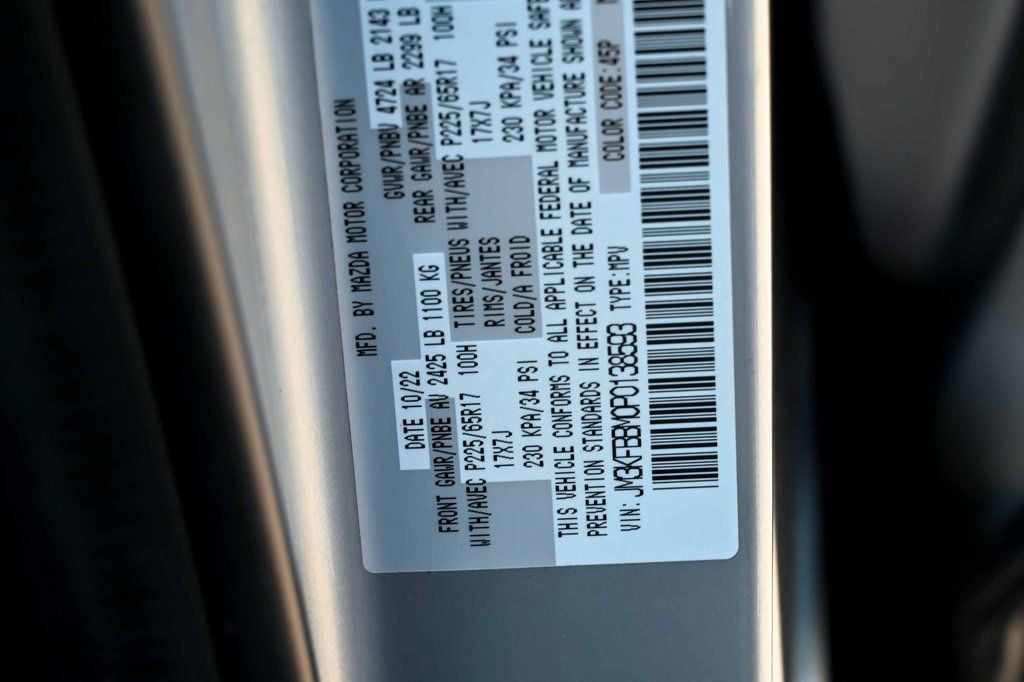 MFD. BY MAZDA MOTOR CORPORATION
DATE 10/22 GVWR/PNBV 4724 LB 2143
FRONT GAWR/PNBE AV 2425 LB 1100 KG REAR GAWR/PNBE AR 2299 LB
WITH/AVEC P225/65R17 100H TIRES/PNEUS WITH/AVEC P225/65R17 100H
17X7J RIMS/JANTES 17X7J
230 KPA/34 PSI COLD/A FROID 230 KPA/34 PSI
THIS VEHICLE CONFORMS TO ALL APPLICABLE FEDERAL MOTOR VEHICLE
PREVENTION STANDARDS IN EFFECT ON THE DATE OF MANUFACTURE SHOWN
VIN: JM3KFBBM0P0138593 TYPE:MPV COLOR CODE:45P